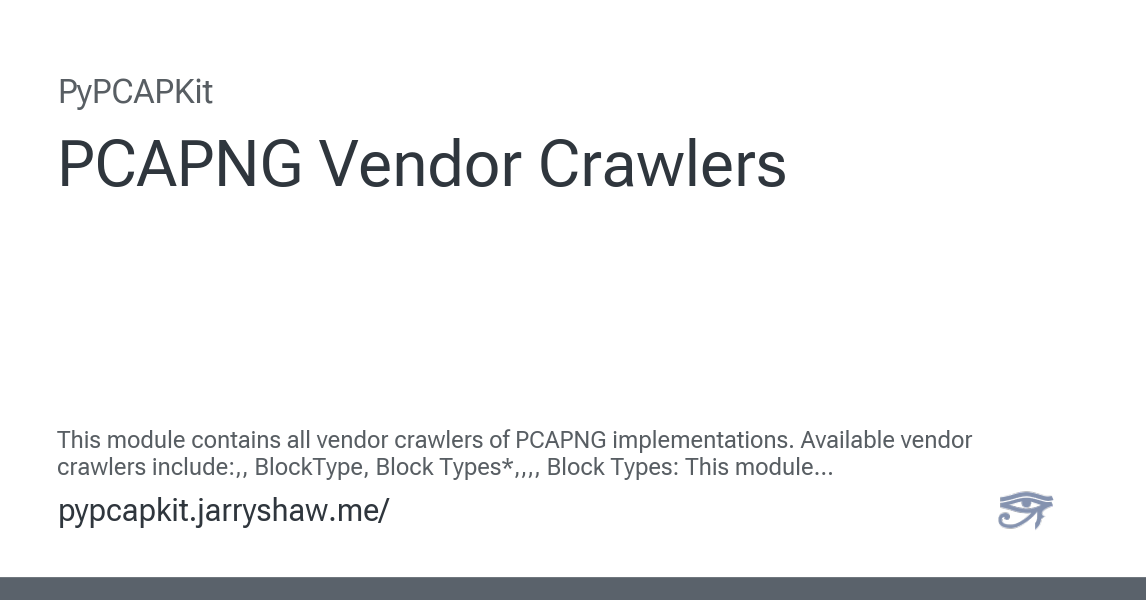 PyPCAPKit
PCAPNG Vendor Crawlers
This module contains all vendor crawlers of PCAPNG implementations. Available vendor
crawlers include:,, BlockType, Block Types*,,,, Block Types: This module...
pypcapkit.jarryshaw.me/